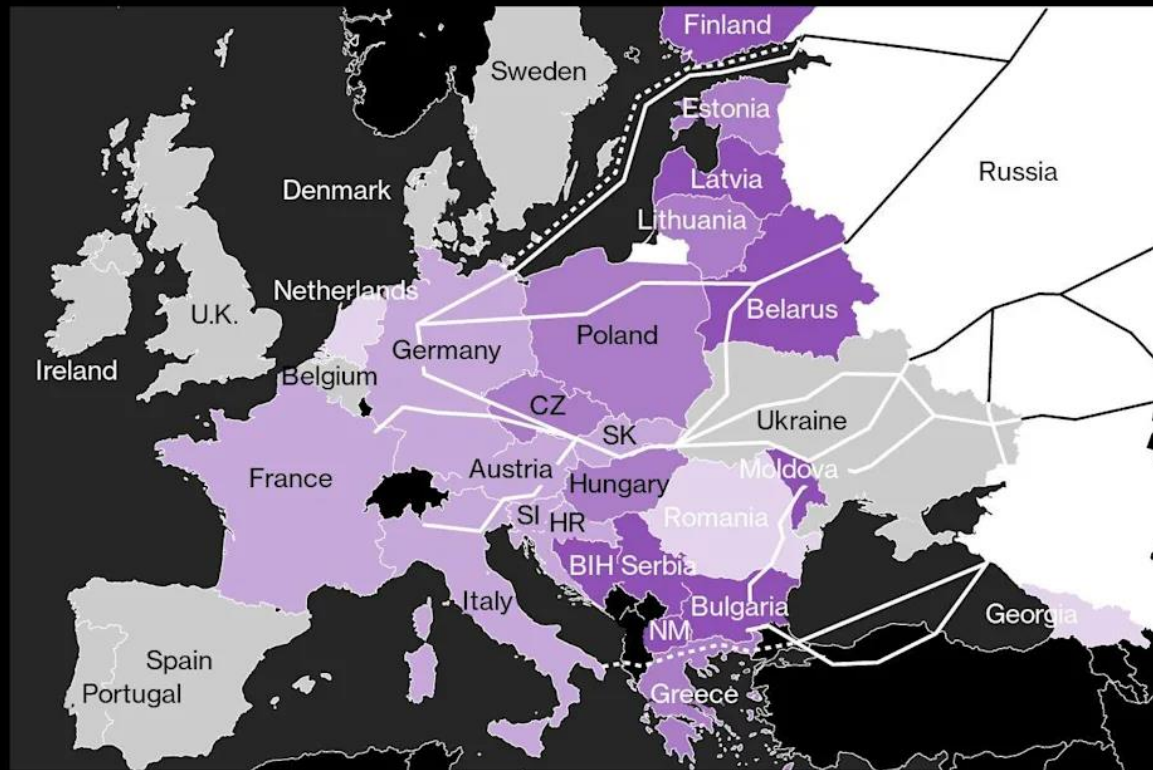 Finland
Sweden
Estonia
Russia
Latvia
Denmark
Lithuania
Netherlands
U.K.
Belarus
Poland
Germany
Ireland
Belgium
CZ
Ukraine
SK
France
Austria
Moldova
Hungary
SI
HR
Romania
BIH
Serbia
Italy
Bulgaria
Georgia
NM
Spain
Portugal
Greece